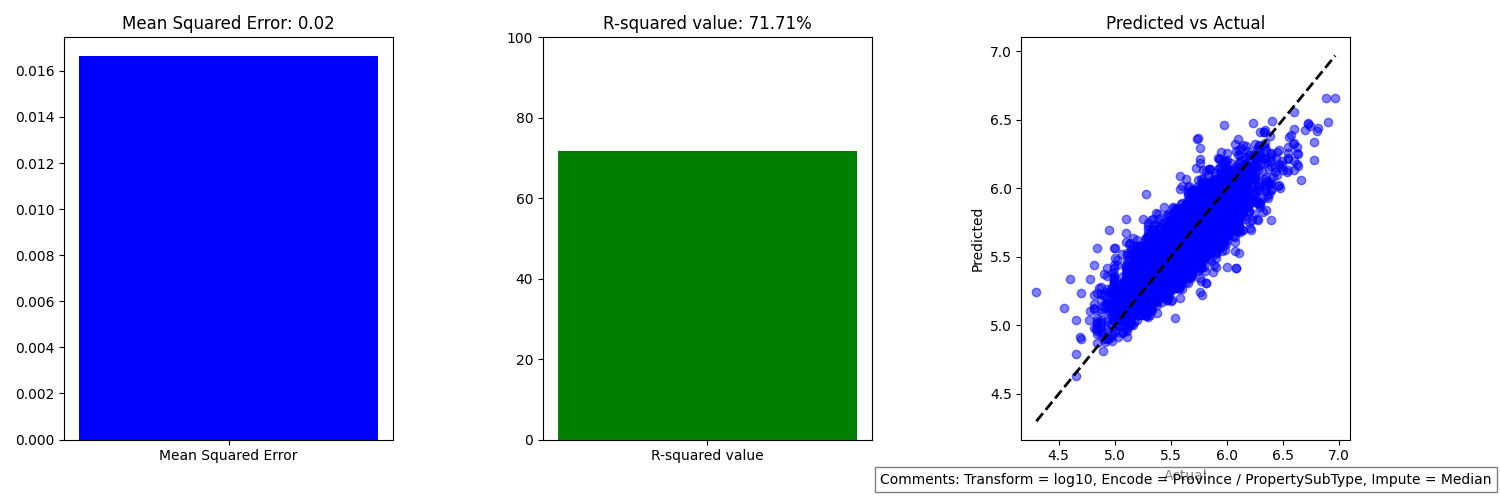 Mean Squared Error: 0.02
0.016
0.014
0.012
0.010
0.008
0.006
0.004
0.002
0.000
Mean Squared Error
R-squared value: 71.71%
100
80
60
40
20
0
R-squared value
Predicted vs Actual
Predicted
7.0
6.5
6.0
5.5
5.0
4.5
4.5 5.0 5.5 6.0 6.5 7.0
Actual
Comments: Transform = log10, Encode = Province / PropertySubType, Impute = Median